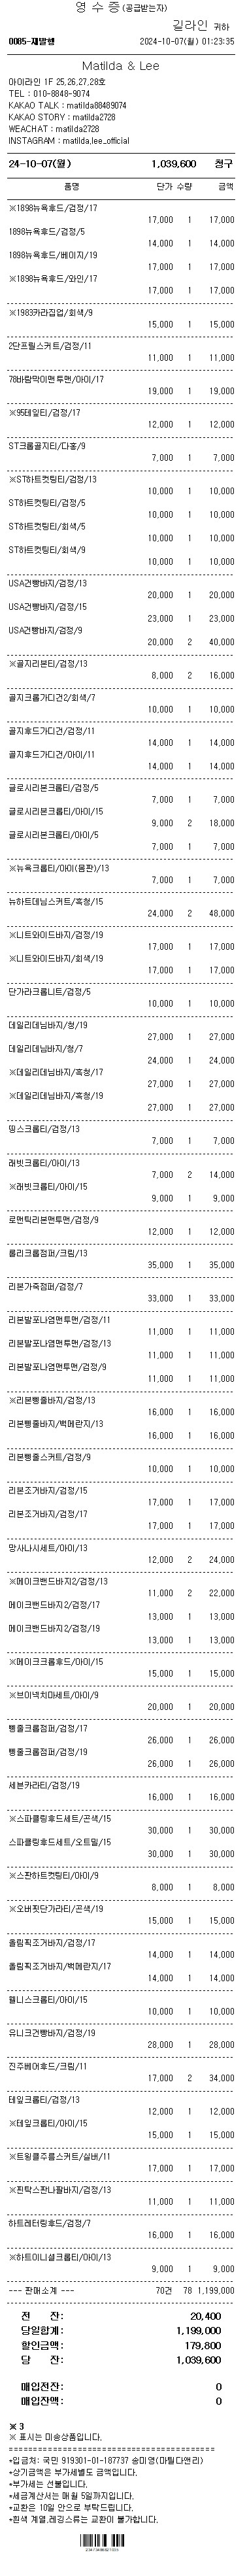 영 수 증(공급받는자)
길라인 귀하
0085-재발행 2024-10-07(월) 01:23:35
Matilda & Lee
아이라인 1F 25,26,27,28호
TEL : 010-8848-9074
KAKAO TALK : matilda88489074
KAKAO STORY : matilda2728
WEACHAT : matilda2728
INSTAGRAM : matilda.lee_official
24-10-07(월) 1,039,600 청구
품명 단가 수량 금액
※1898뉴욕후드/검정/17
17,000 1 17,000
1898뉴욕후드/검정/5
14,000 1 14,000
1898뉴욕후드/베이지/19
17,000 1 17,000
※1898뉴욕후드/와인/17
17,000 1 17,000
※1983카라집업/회색/9
15,000 1 15,000
2단프릴스커트/검정/11
11,000 1 11,000
78바람막이맨투맨/아이/17
19,000 1 19,000
※95테잎티/검정/17
12,000 1 12,000
ST크롭골지티/다홍/9
7,000 1 7,000
※ST하트컷팅티/검정/13
10,000 1 10,000
ST하트컷팅티/검정/5
10,000 1 10,000
ST하트컷팅티/회색/5
10,000 1 10,000
ST하트컷팅티/회색/9
10,000 1 10,000
USA건빵바지/검정/13
20,000 1 20,000
USA건빵바지/검정/15
23,000 1 23,000
USA건빵바지/검정/9
20,000 2 40,000
※골지리본티/검정/13
8,000 2 16,000
골지크롭가디건2/회색/7
10,000 1 10,000
골지후드가디건/검정/11
14,000 1 14,000
골지후드가디건/아이/11
14,000 1 14,000
글로시리본크롭티/검정/5
7,000 1 7,000
글로시리본크롭티/아이/15
9,000 2 18,000
글로시리본크롭티/아이/5
7,000 1 7,000
※뉴욕크롭티/아이(몸판)/13
7,000 1 7,000
뉴하트데님스커트/흑청/15
24,000 2 48,000
※니트와이드바지/검정/19
17,000 1 17,000
※니트와이드바지/회색/19
17,000 1 17,000
단가라크롭니트/검정/5
10,000 1 10,000
데일리데님바지/청/19
27,000 1 27,000
데일리데님바지/청/7
24,000 1 24,000
※데일리데님바지/흑청/17
27,000 1 27,000
※데일리데님바지/흑청/19
27,000 1 27,000
띵스크롭티/검정/13
7,000 1 7,000
래빗크롭티/아이/13
7,000 2 14,000
※래빗크롭티/아이/15
9,000 1 9,000
로맨틱리본맨투맨/검정/9
12,000 1 12,000
롤리크롭점퍼/크림/13
35,000 1 35,000
리본가죽점퍼/검정/7
33,000 1 33,000
리본발포나염맨투맨/검정/11
11,000 1 11,000
리본발포나염맨투맨/검정/13
11,000 1 11,000
리본발포나염맨투맨/검정/9
11,000 1 11,000
※리본빵줄바지/검정/13
16,000 1 16,000
리본빵줄바지/백메란지/13
16,000 1 16,000
리본빵줄스커트/검정/9
10,000 1 10,000
리본조거바지/검정/15
17,000 1 17,000
리본조거바지/검정/17
17,000 1 17,000
망사나시세트/아이/13
12,000 2 24,000
※메이크밴드바지2/검정/13
11,000 2 22,000
메이크밴드바지2/검정/17
13,000 1 13,000
메이크밴드바지2/검정/19
13,000 1 13,000
※메이크크롭후드/아이/15
15,000 1 15,000
※브이넥치마세트/아이/9
20,000 1 20,000
빵줄크롭점퍼/검정/17
26,000 1 26,000
빵줄크롭점퍼/검정/19
26,000 1 26,000
세븐카라티/검정/19
16,000 1 16,000
※스파클링후드세트/곤색/15
30,000 1 30,000
스파클링후드세트/오트밀/15
30,000 1 30,000
※스판하트컷팅티/아이/9
8,000 1 8,000
※오버핏단가라티/곤색/19
15,000 1 15,000
올림픽조거바지/검정/17
14,000 1 14,000
올림픽조거바지/백메란지/17
14,000 1 14,000
웰니스크롭티/아이/15
10,000 1 10,000
유니크건빵바지/검정/19
28,000 1 28,000
진주베어후드/크림/11
17,000 2 34,000
테잎크롭티/검정/13
12,000 1 12,000
※테잎크롭티/아이/15
15,000 1 15,000
※트윙클주름스커트/실버/11
17,000 1 17,000
※핀탁스판나팔바지/검정/13
11,000 1 11,000
하트레터링후드/검정/7
16,000 1 16,000
※하트이니셜크롭티/아이/13
9,000 1 9,000
--- 판매소계 --- 70건 78 1,199,000
전 잔: 20,400
당일합계: 1,199,000
할인금액: 179,800
당 잔: 1,039,600
매입전잔: 0
매입잔액: 0
※ 3
※ 표시는 미송상품입니다.
*입금처: 국민 919301-01-187737 송미영(마틸다앤리)
*상기금액은 부가세별도 금액입니다.
*부가세는 선불입니다.
*세금계산서는 매월 5일까지입니다.
*교환은 10일 안으로 부탁드립니다.
*흰색 계열,레깅스류는 교환이 불가합니다.